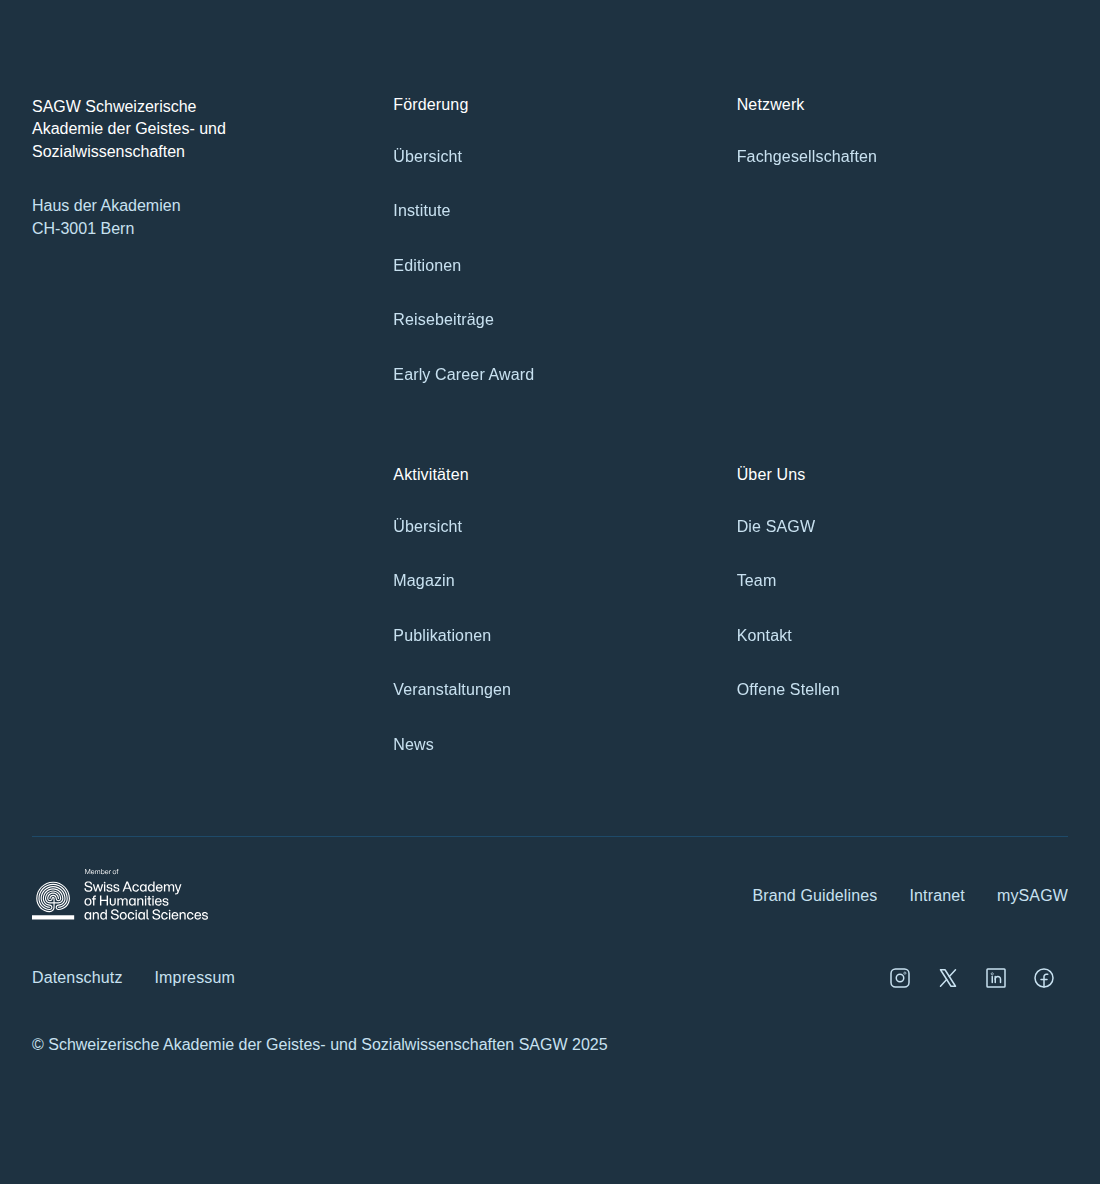 SAGW Schweizerische
Akademie der Geistes- und
Sozialwissenschaften
Haus der Akademien
CH-3001 Bern
Förderung
Übersicht
Institute
Editionen
Reisebeiträge
Early Career Award
Netzwerk
Fachgesellschaften
Aktivitäten
Übersicht
Magazin
Publikationen
Veranstaltungen
News
Über Uns
Die SAGW
Team
Kontakt
Offene Stellen
Member of
Swiss Academy
of Humanities
and Social Sciences
Brand Guidelines
Intranet
mySAGW
Datenschutz
Impressum
© Schweizerische Akademie der Geistes- und Sozialwissenschaften SAGW 2025